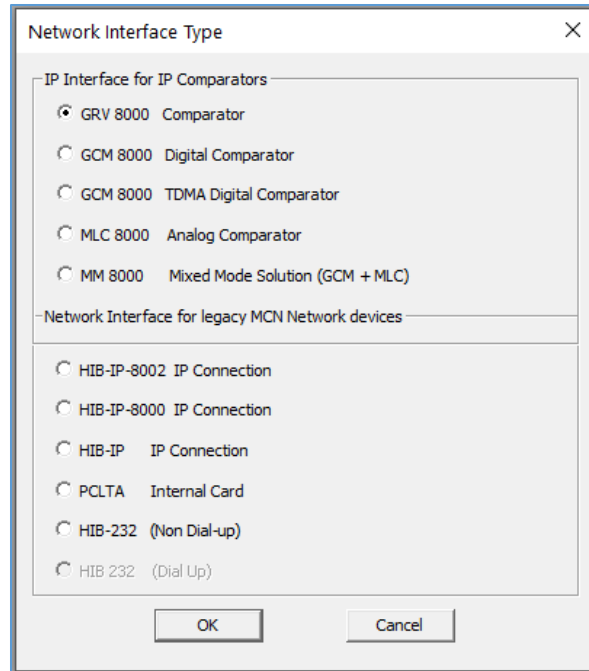 Network Interface Type
IP Interface for IP Comparators
GRV 8000 Comparator
GCM 8000 Digital Comparator
GCM 8000 TDMA Digital Comparator
MLC 8000 Analog Comparator
MM 8000 Mixed Mode Solution (GCM + MLC)
Network Interface for legacy MCN Network devices
HIB-IP-8002 IP Connection
HIB-IP-8000 IP Connection
HIB-IP IP Connection
PCLTA Internal Card
HIB-232 (Non Dial-up)
HIB 232 (Dial Up)
OK Cancel